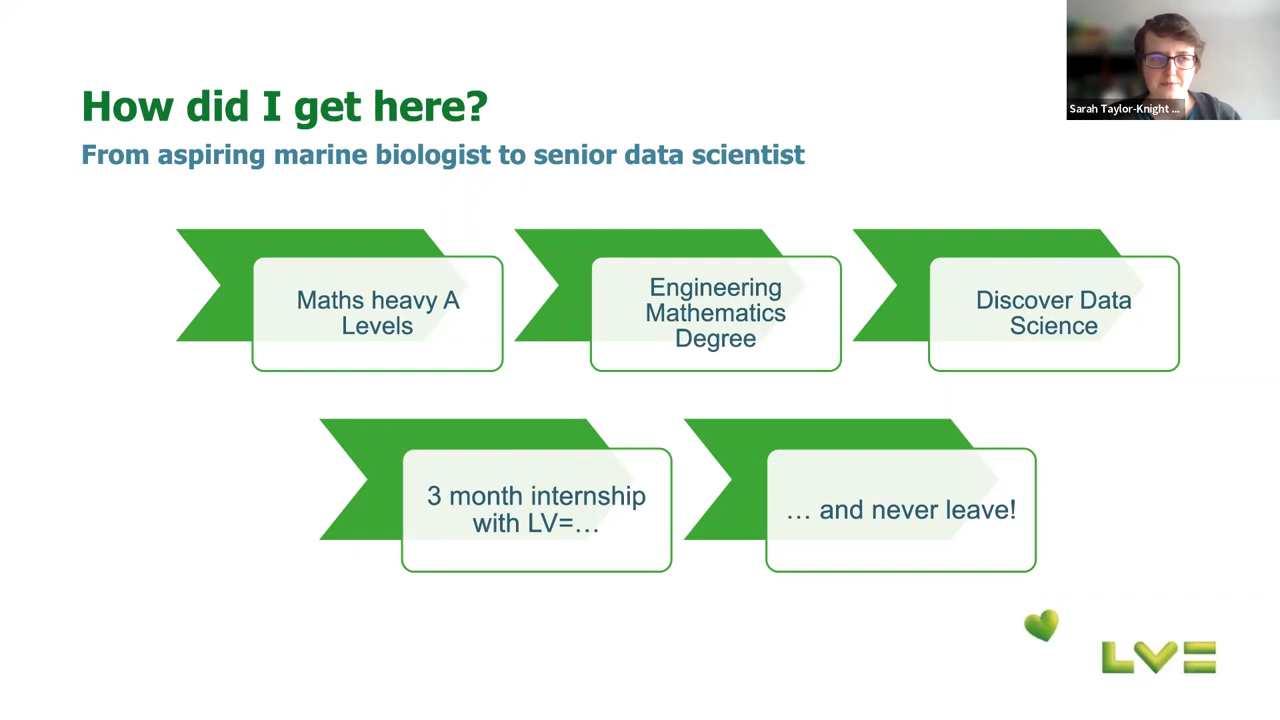 Sarah Taylor-Knight ...
How did I get here?
From aspiring marine biologist to senior data scientist
Maths heavy A
Levels
Engineering
Mathematics
Degree
Discover Data
Science
3 month internship
with LV=…
… and never leave!
LV=